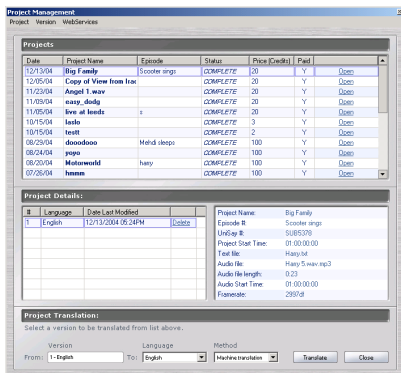 Project Management
Project Version WebServices
Projects
Date Project Name Episode Status Price (Credits) Paid
12/13/04 Big Family Scooter sings COMPLETE 20 Y Open
12/05/04 Copy of View from Irac COMPLETE 20 Y Open
11/23/04 Angel 1.wav COMPLETE 20 Y Open
11/09/04 easy_dodg COMPLETE 20 Y Open
11/05/04 live at leedx s COMPLETE 20 Y Open
10/15/04 laslo COMPLETE 3 Y Open
10/15/04 testt COMPLETE 2 Y Open
08/29/04 dooodooo Mehdi sleeps COMPLETE 100 Y Open
08/24/04 yoyo COMPLETE 100 Y Open
08/20/04 Motorworld harry COMPLETE 100 Y Open
07/26/04 hmmm COMPLETE 100 Y Open
Project Details:
# Language Date Last Modified
1 English 12/13/2004 05:24PM Delete
Project Name: Big Family
Episode #: Scooter sings
UniSay #: SUB5378
Project Start Time: 01:00:00:00
Text file: Harry.txt
Audio file: Harry 5.wav.mp3
Audio file length: 0:23
Audio Start Time: 01:00:00:00
Framerate: 2997df
Project Translation:
Select a version to be translated from list above.
Version Language Method
From: 1 - English To: English Machine translation Translate Close